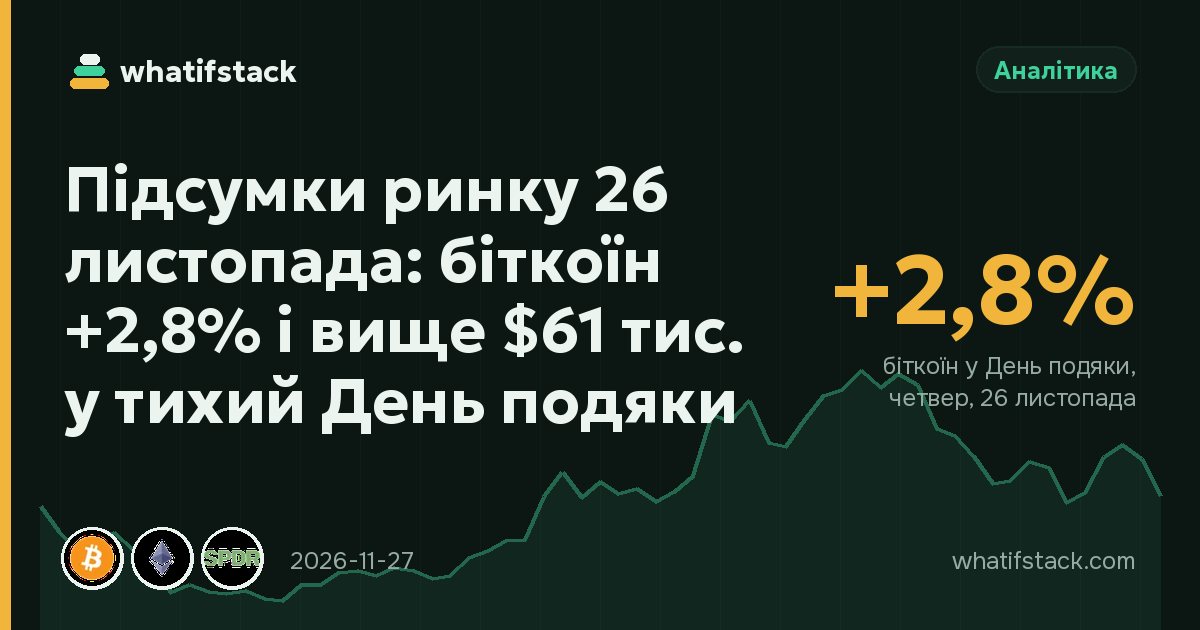 whatifstack
Аналітика
Підсумки ринку 26
листопада: біткоїн
+2,8% і вище $61 тис.
у тихий День подяки
+2,8%
біткоїн у День подяки,
четвер, 26 листопада
SPDR
2026-11-27
whatifstack.com